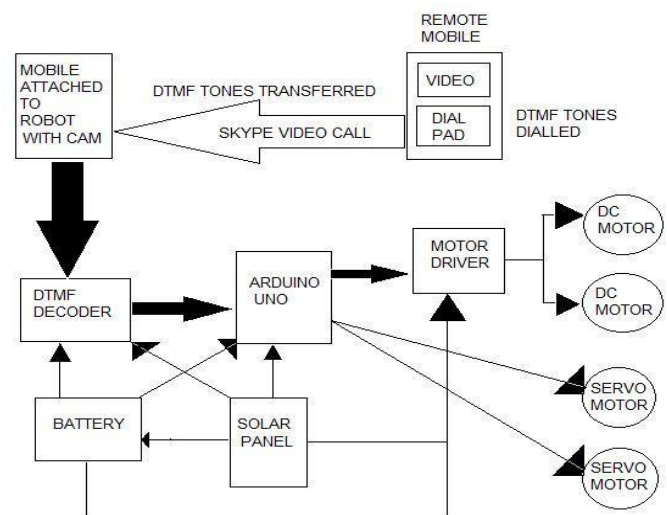 REMOTE
MOBILE
MOBILE
ATTACHED
TO
ROBOT
WITH CAM
DTMF TONES TRANSFERRED
SKYPE VIDEO CALL
VIDEO
DIAL
PAD
DTMF TONES
DIALLED
DTMF
DECODER
ARDUINO
UNO
MOTOR
DRIVER
DC
MOTOR
DC
MOTOR
BATTERY
SOLAR
PANEL
SERVO
MOTOR
SERVO
MOTOR